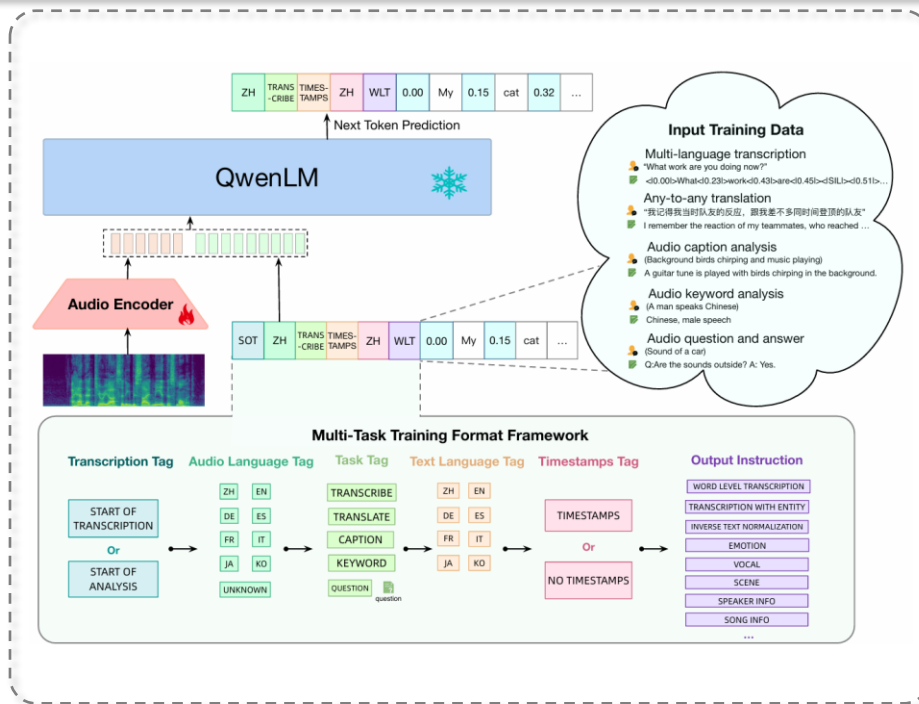 ZH TRANS-CRIBE TIMES-TAMPS ZH WLT 0.00 My 0.15 cat 0.32 ...
Next Token Prediction
QwenLM
Audio Encoder
SOT ZH TRANS-CRIBE TIMES-TAMPS ZH WLT 0.00 My 0.15 cat ...
Input Training Data
Multi-language transcription
"What work are you doing now?"
<|0.00|>What<|0.23|>work<|0.43|>are<|0.45|><|SIL|><|0.51|>...
Any-to-any translation
"我记得我当时队友的反应，跟我差不多同时间登顶的队友"
I remember the reaction of my teammates, who reached ...
Audio caption analysis
(Background birds chirping and music playing)
A guitar tune is played with birds chirping in the background.
Audio keyword analysis
(A man speaks Chinese)
Chinese, male speech
Audio question and answer
(Sound of a car)
Q:Are the sounds outside? A: Yes.
Multi-Task Training Format Framework
Transcription Tag
START OF
TRANSCRIPTION
Or
START OF
ANALYSIS
Audio Language Tag
ZH EN
DE ES
FR IT
JA KO
UNKNOWN
Task Tag
TRANSCRIBE
TRANSLATE
CAPTION
KEYWORD
QUESTION
question
Text Language Tag
ZH EN
DE ES
FR IT
JA KO
Timestamps Tag
TIMESTAMPS
Or
NO TIMESTAMPS
Output Instruction
WORD LEVEL TRANSCRIPTION
TRANSCRIPTION WITH ENTITY
INVERSE TEXT NORMALIZATION
EMOTION
VOCAL
SCENE
SPEAKER INFO
SONG INFO
...